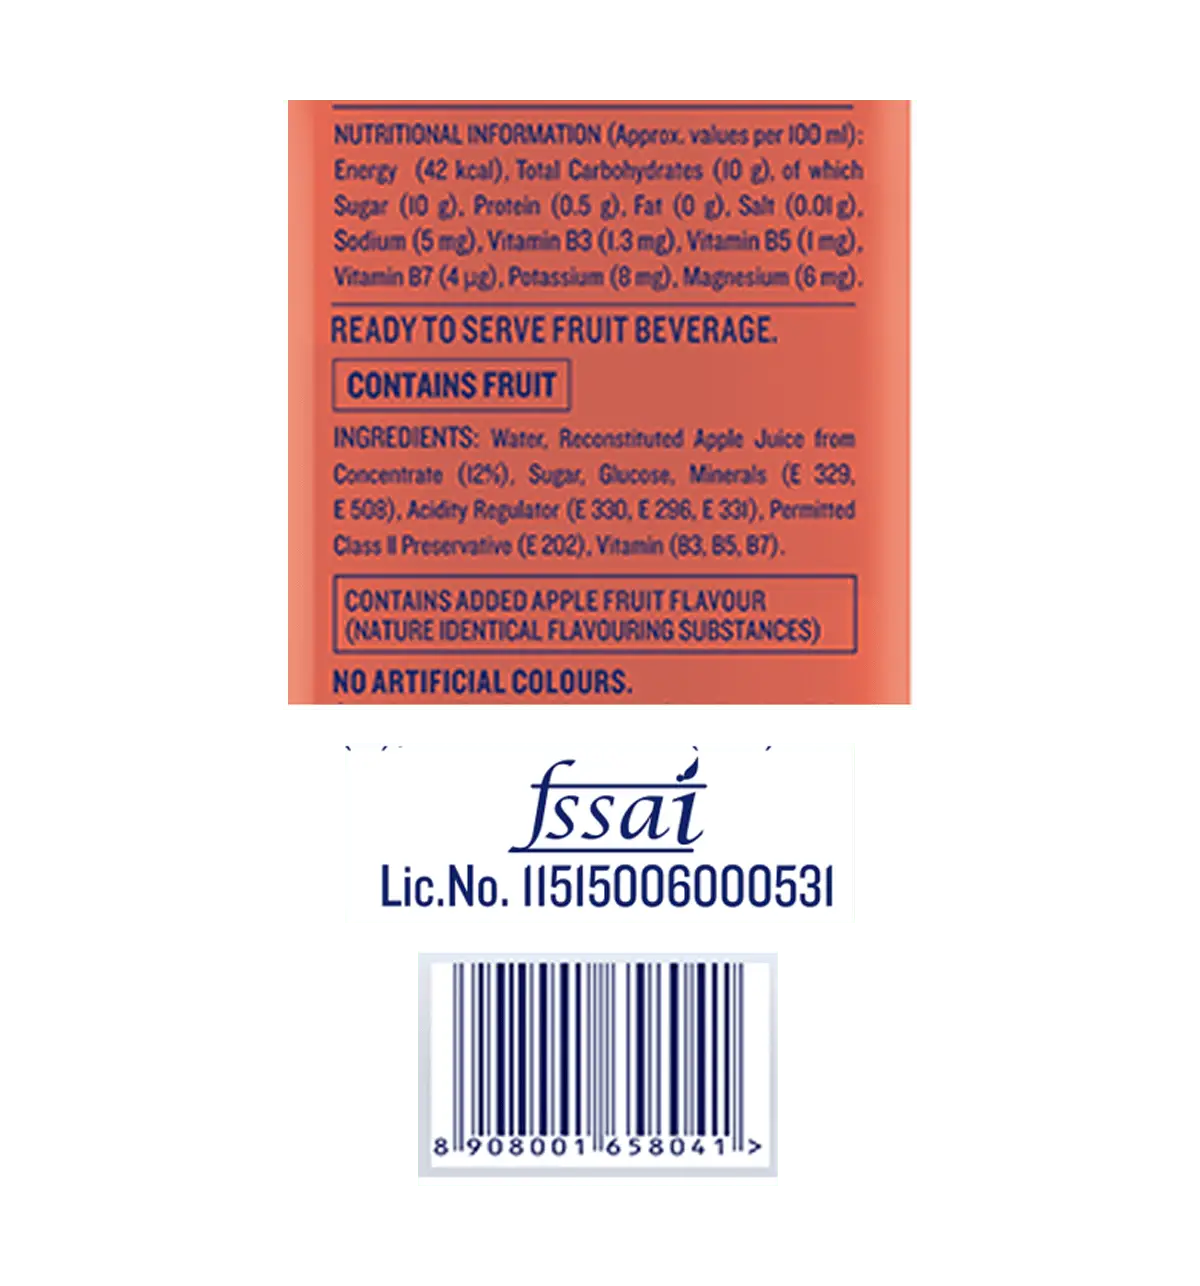 NUTRITIONAL INFORMATION (Approx. values per 100 ml):
Energy (42 kcal), Total Carbohydrates (10 g), of which
Sugar (10 g), Protein (0.5 g), Fat (0 g), Salt (0.01 g),
Sodium (5 mg), Vitamin B3 (1.3 mg), Vitamin B5 (1 mg),
Vitamin B7 (4 µg), Potassium (8 mg), Magnesium (6 mg).
READY TO SERVE FRUIT BEVERAGE.
CONTAINS FRUIT
INGREDIENTS: Water, Reconstituted Apple Juice from
Concentrate (12%), Sugar, Glucose, Minerals (E 329,
E 508), Acidity Regulator (E 330, E 296, E 331), Permitted
Class II Preservative (E 202), Vitamin (B3, B5, B7).
CONTAINS ADDED APPLE FRUIT FLAVOUR
(NATURE IDENTICAL FLAVOURING SUBSTANCES)
NO ARTIFICIAL COLOURS.
fssai
Lic.No. 11515006000531
8 908001 658041 >